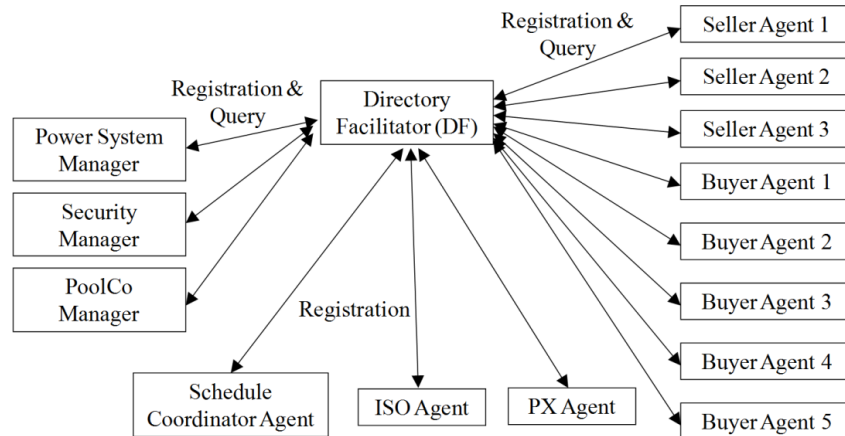 Registration &
Query
Seller Agent 1
Seller Agent 2
Seller Agent 3
Buyer Agent 1
Buyer Agent 2
Buyer Agent 3
Buyer Agent 4
Buyer Agent 5
Directory
Facilitator (DF)
Registration &
Query
Power System
Manager
Security
Manager
PoolCo
Manager
Registration
Schedule
Coordinator Agent
ISO Agent
PX Agent